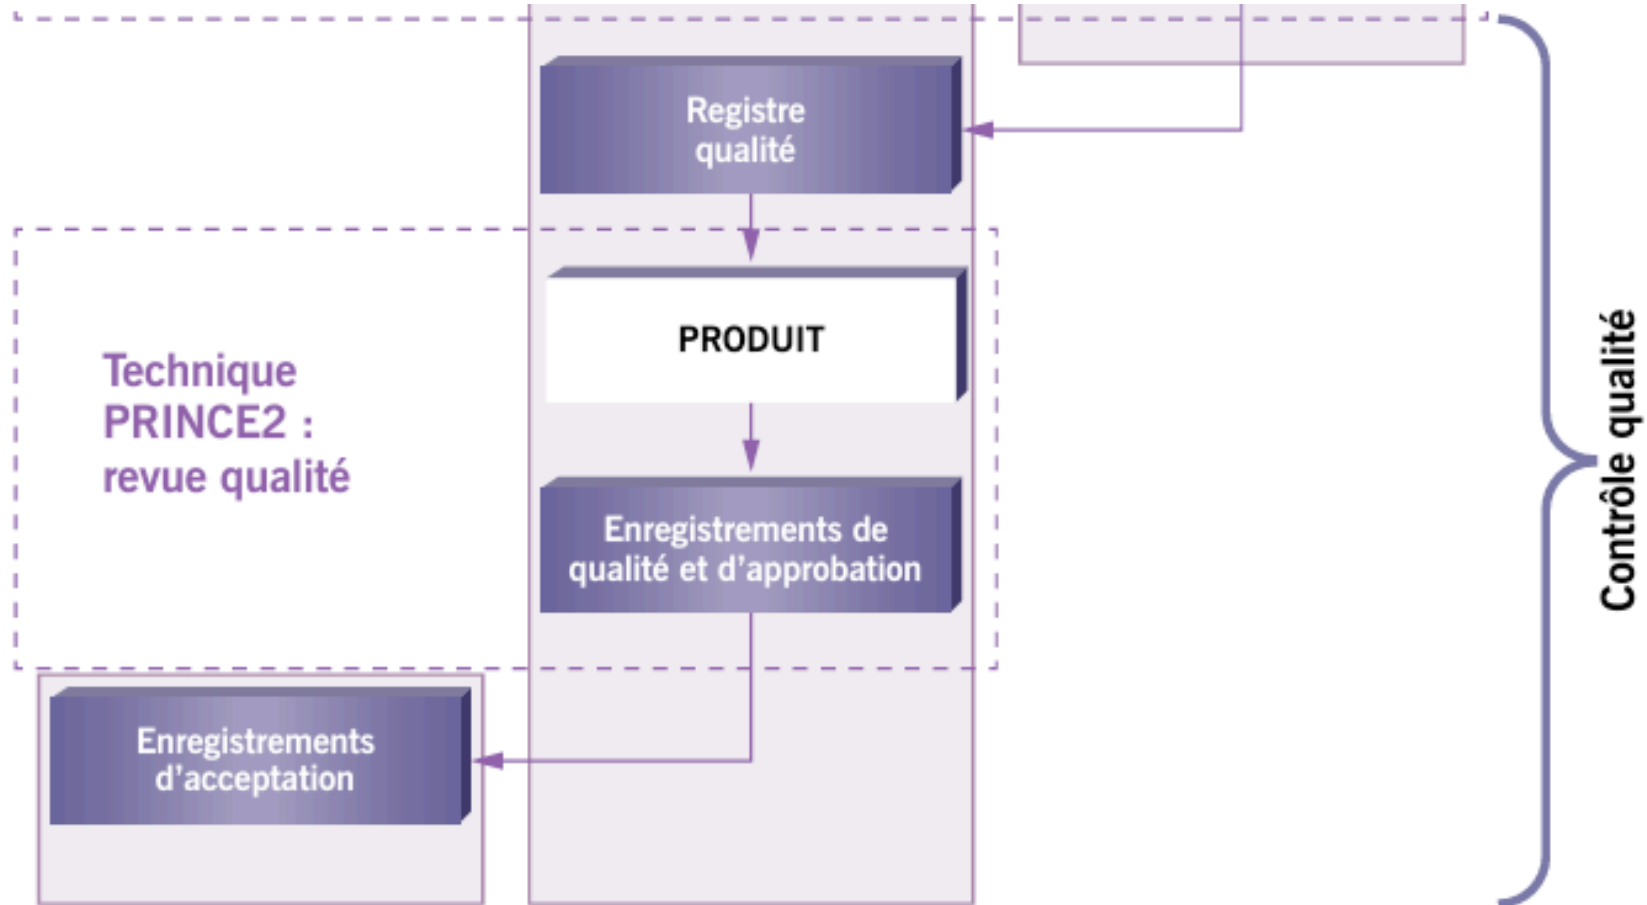 Registre
qualité
PRODUIT
Technique
PRINCE2 :
revue qualité
Enregistrements de
qualité et d’approbation
Enregistrements
d’acceptation
Contrôle qualité